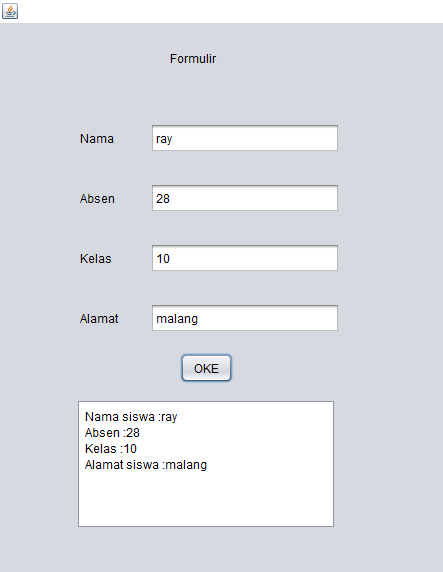 Formulir
Nama ray
Absen 28
Kelas 10
Alamat malang
OKE
Nama siswa :ray
Absen :28
Kelas :10
Alamat siswa :malang